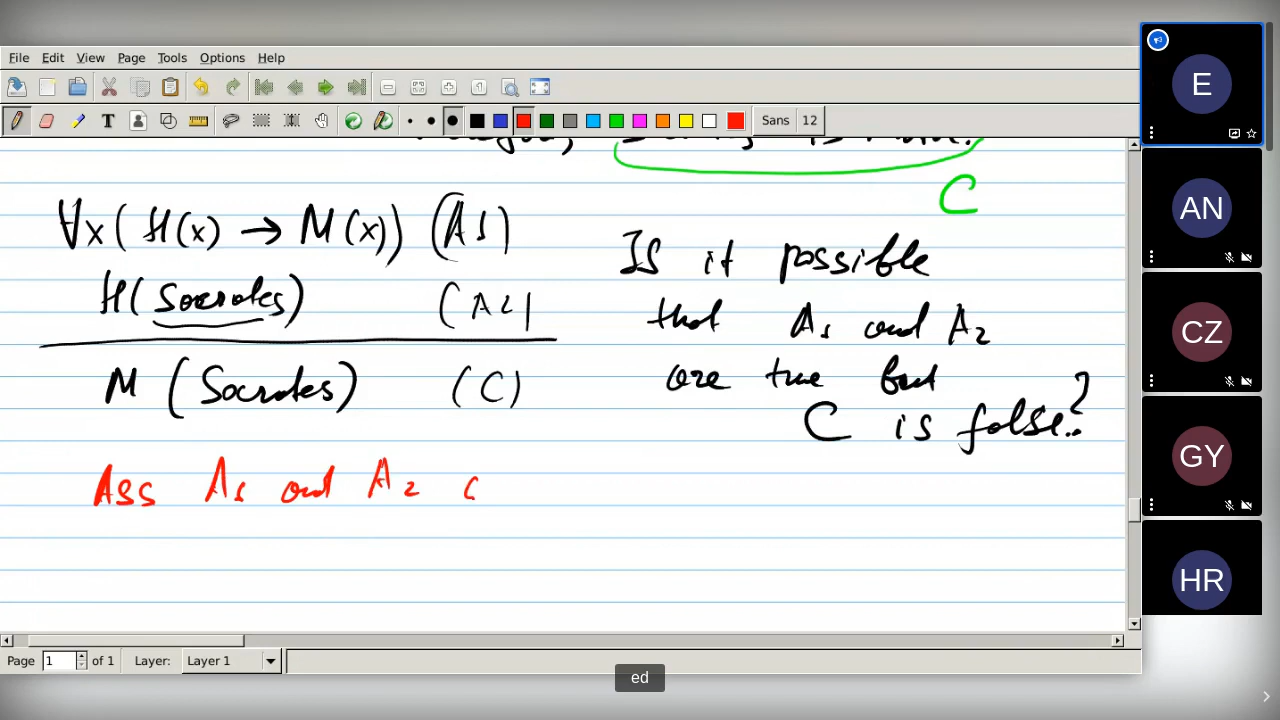 File Edit View Page Tools Options Help
Sans 12
is
C
∀x(H(x) → M(x)) (A1)
H(Socrates) (A2)
M(Socrates) (C)
Is it possible
that A1 and A2
are true but
C is false?
Ass A1 and A2
Page 1 of 1 Layer: Layer 1
ed
E
AN
CZ
GY
HR